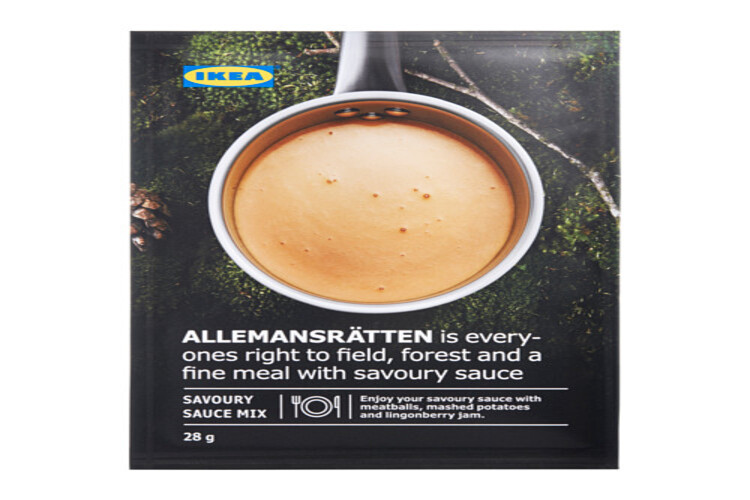 IKEA
ALLEMANSRÄTTEN is every-
ones right to field, forest and a
fine meal with savoury sauce
SAVOURY
SAUCE MIX
Enjoy your savoury sauce with
meatballs, mashed potatoes
and lingonberry jam.
28 g